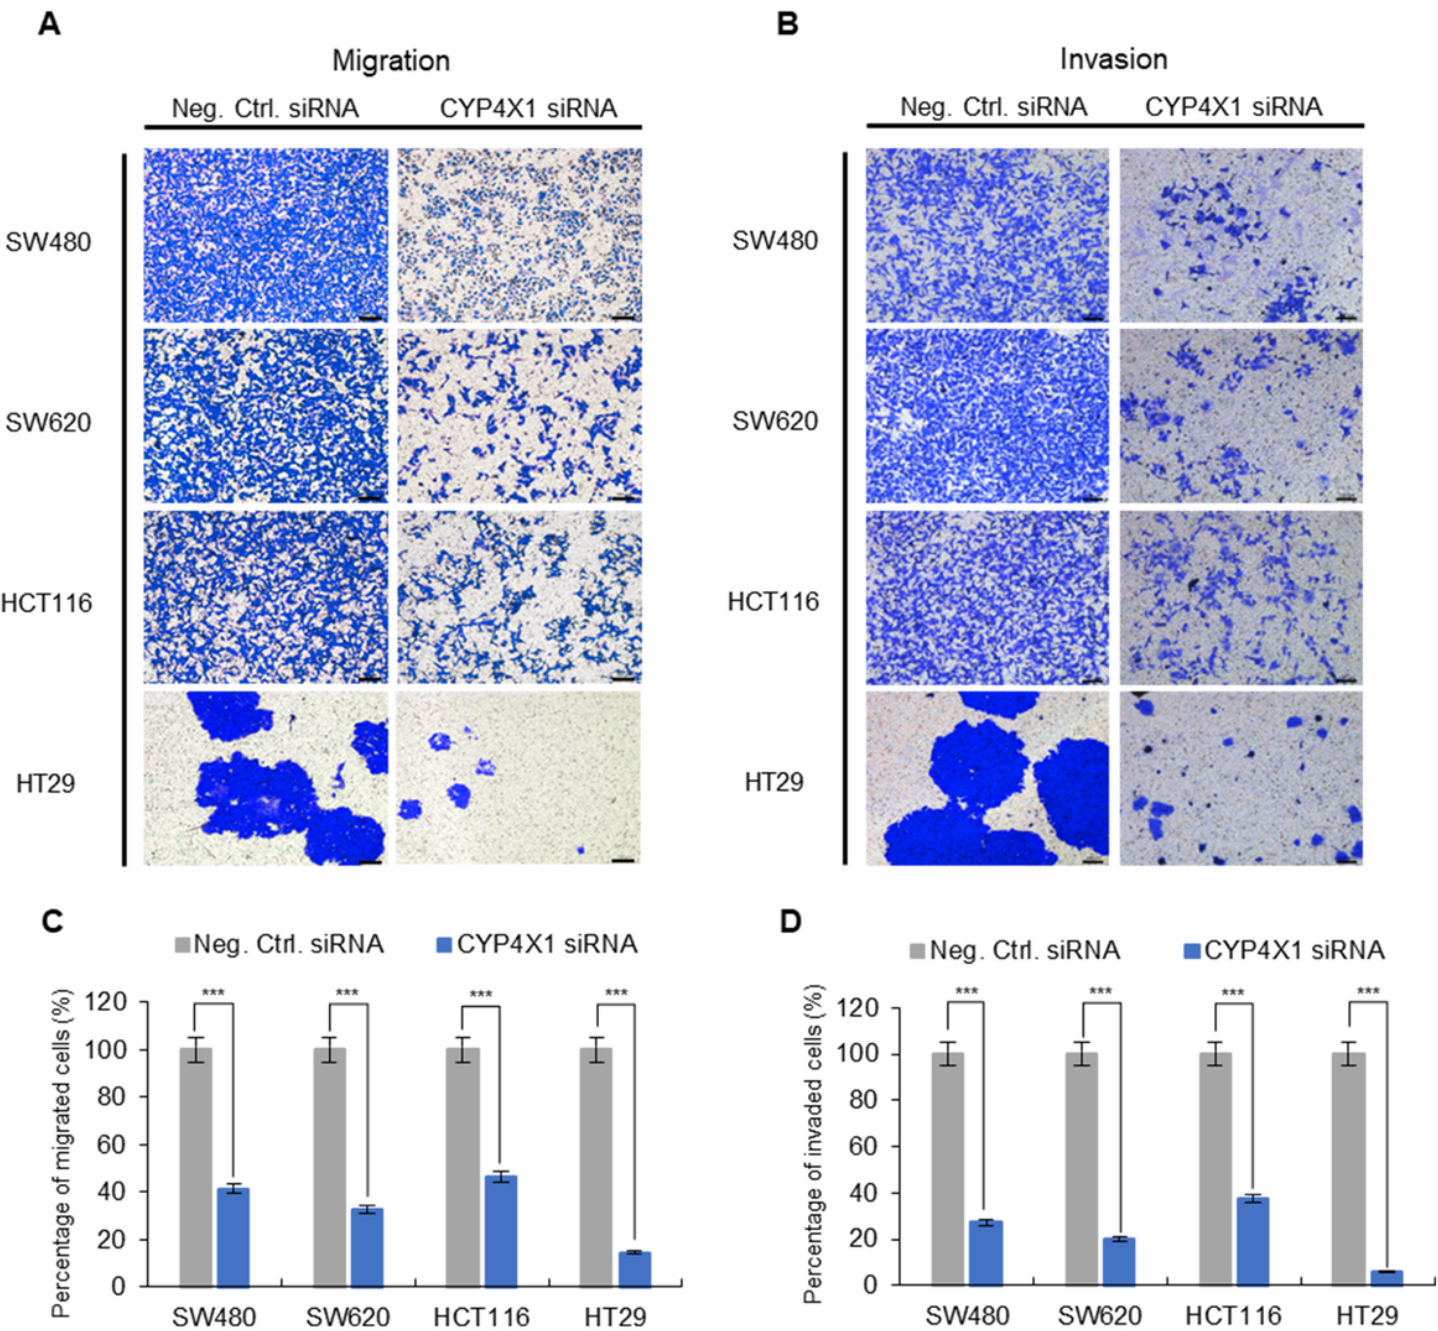 A
Migration
Neg. Ctrl. siRNA CYP4X1 siRNA
SW480
SW620
HCT116
HT29
B
Invasion
Neg. Ctrl. siRNA CYP4X1 siRNA
SW480
SW620
HCT116
HT29
C
Neg. Ctrl. siRNA CYP4X1 siRNA
Percentage of migrated cells (%)
120
100
80
60
40
20
0
*** *** *** ***
SW480 SW620 HCT116 HT29
D
Neg. Ctrl. siRNA CYP4X1 siRNA
Percentage of invaded cells (%)
120
100
80
60
40
20
0
*** *** *** ***
SW480 SW620 HCT116 HT29